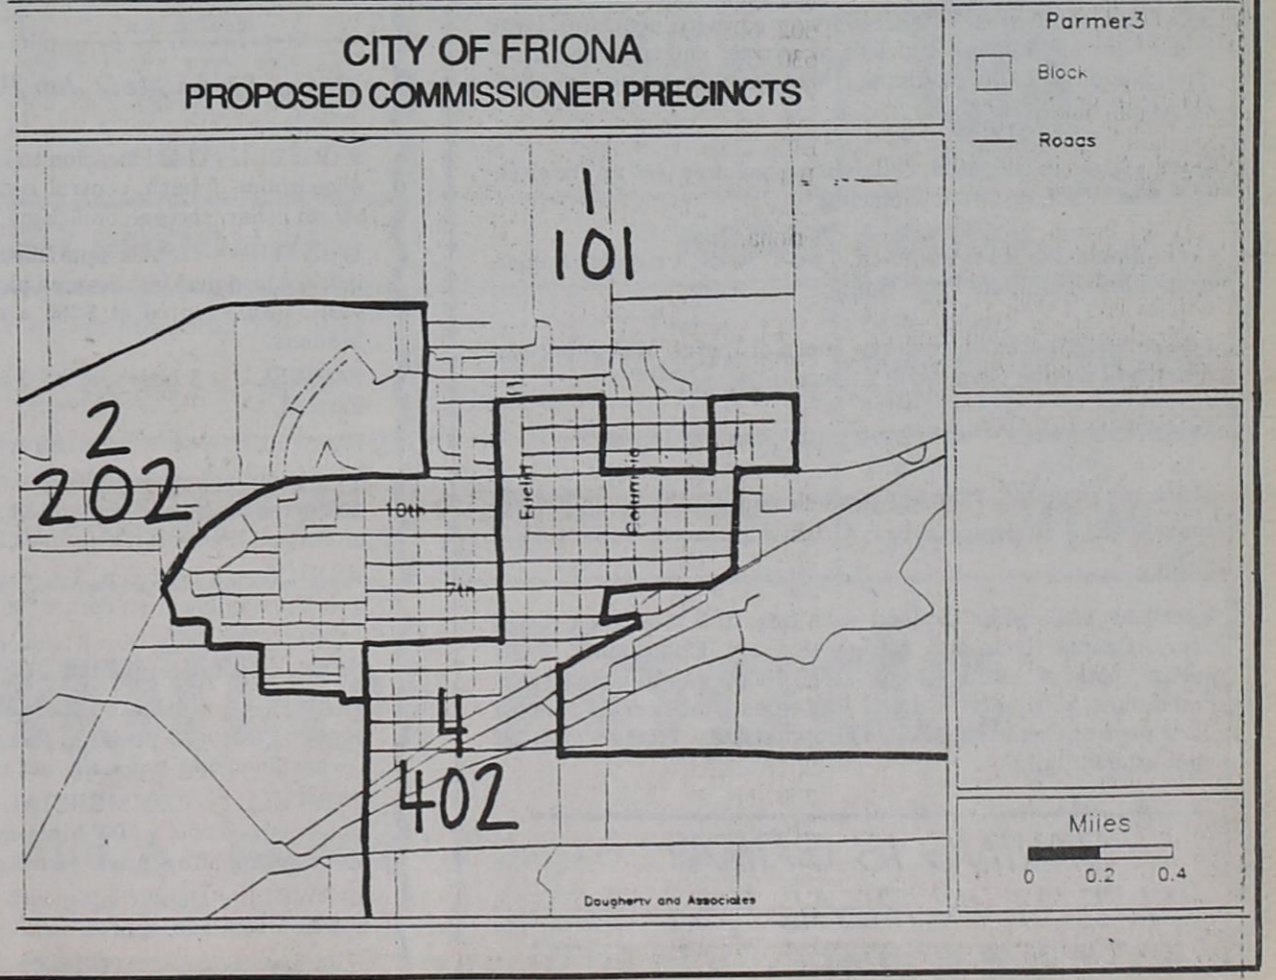 CITY OF FRIONA
PROPOSED COMMISSIONER PRECINCTS
Parmer3
Block
Roads
1
101
2
202
10th
Euclid
7th
4
402
Miles
0 0.2 0.4
Dougherty and Associates